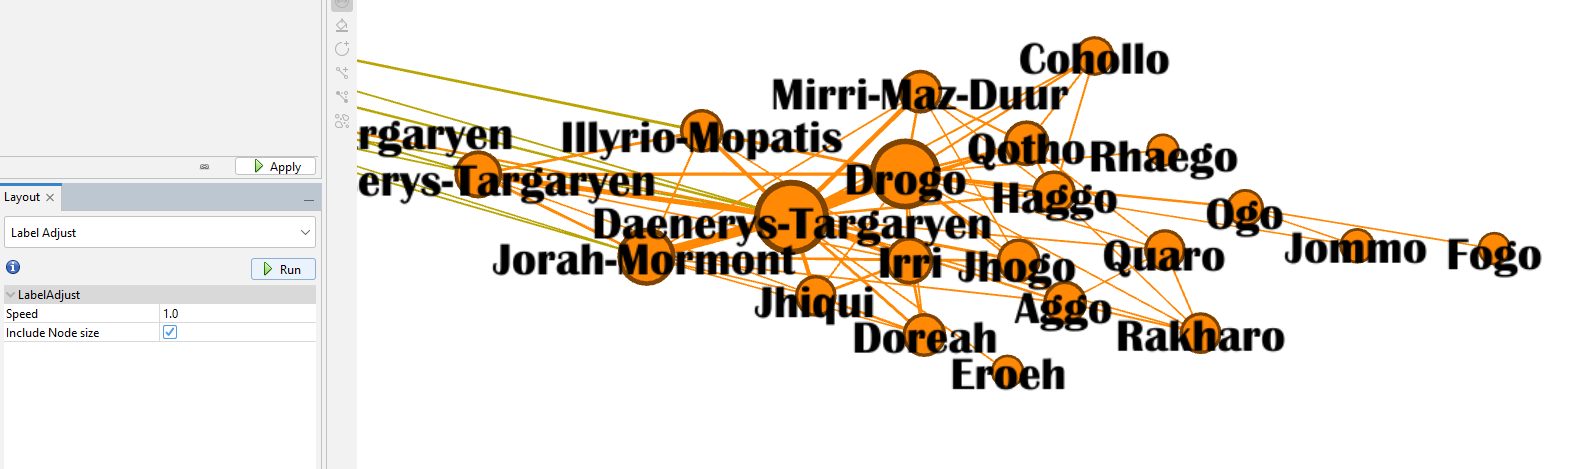 Apply
Layout
Label Adjust
Run
LabelAdjust
Speed 1.0
Include Node size
Cohollo
Mirri-Maz-Duur
rgaryen
Illyrio-Mopatis
Qotho
Rhaego
erys-Targaryen
Drogo
Haggo
Ogo
Daenerys-Targaryen
Jommo
Fogo
Jorah-Mormont
Irri
Jhogo
Quaro
Jhiqui
Aggo
Doreah
Rakharo
Eroeh